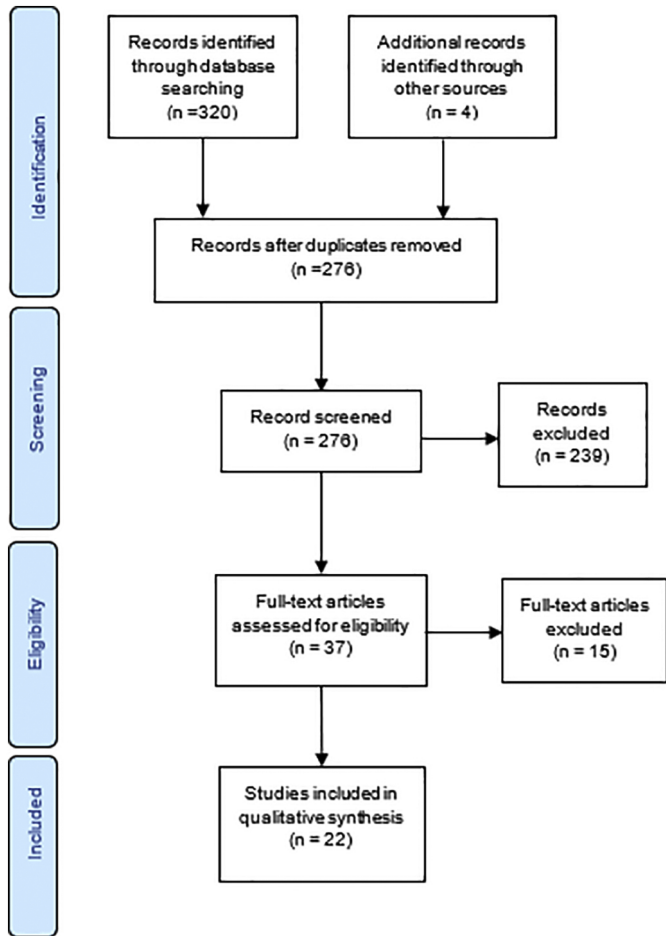 Identification
Records identified
through database
searching
(n =320)
Additional records
identified through
other sources
(n = 4)
Records after duplicates removed
(n =276)
Screening
Record screened
(n = 276)
Records
excluded
(n = 239)
Eligibility
Full-text articles
assessed for eligibility
(n = 37)
Full-text articles
excluded
(n = 15)
Included
Studies included in
qualitative synthesis
(n = 22)